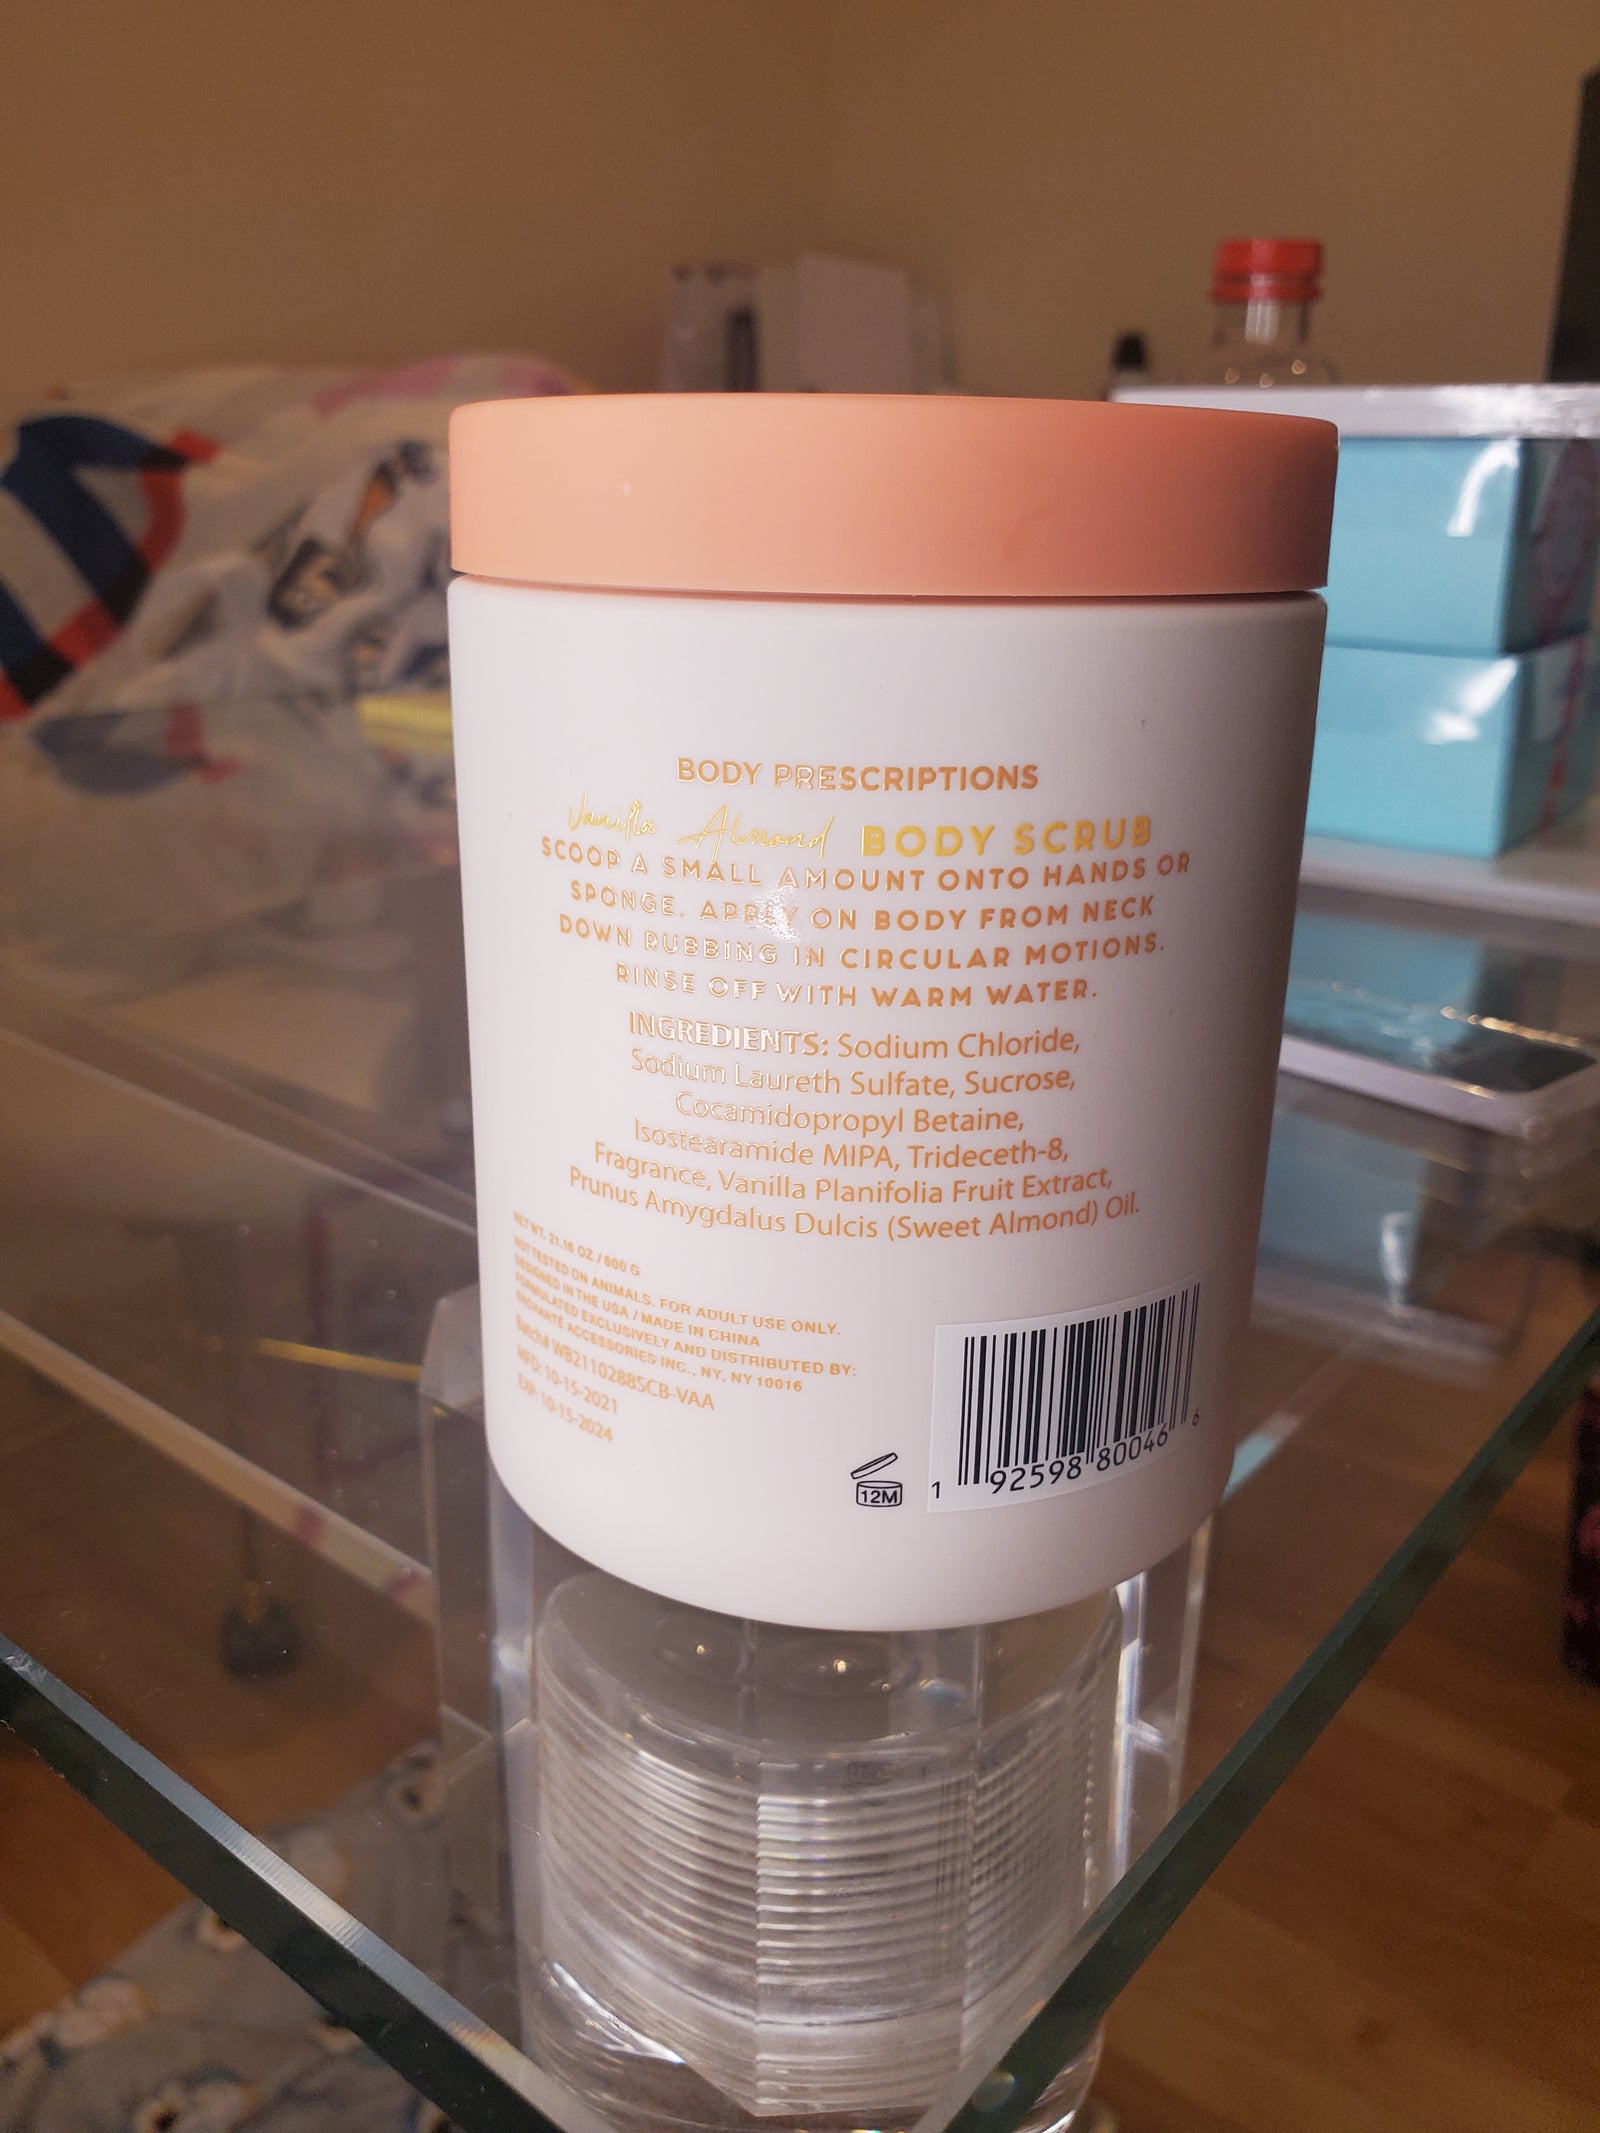 BODY PRESCRIPTIONS
Vanilla Almond BODY SCRUB
SCOOP A SMALL AMOUNT ONTO HANDS OR
SPONGE. APPLY ON BODY FROM NECK
DOWN RUBBING IN CIRCULAR MOTIONS.
RINSE OFF WITH WARM WATER.
INGREDIENTS: Sodium Chloride,
Sodium Laureth Sulfate, Sucrose,
Cocamidopropyl Betaine,
Isostearamide MIPA, Trideceth-8,
Fragrance, Vanilla Planifolia Fruit Extract,
Prunus Amygdalus Dulcis (Sweet Almond) Oil.
NET WT. 21.16 OZ / 600 G
NOT TESTED ON ANIMALS. FOR ADULT USE ONLY.
DESIGNED IN THE USA / MADE IN CHINA
FORMULATED EXCLUSIVELY AND DISTRIBUTED BY:
ENCHANTÉ ACCESSORIES INC., NY, NY 10016
Batch# WB2110288SCB-VAA
MFD: 10-15-2021
EXP: 10-15-2024
12M
1 92598 80046 6